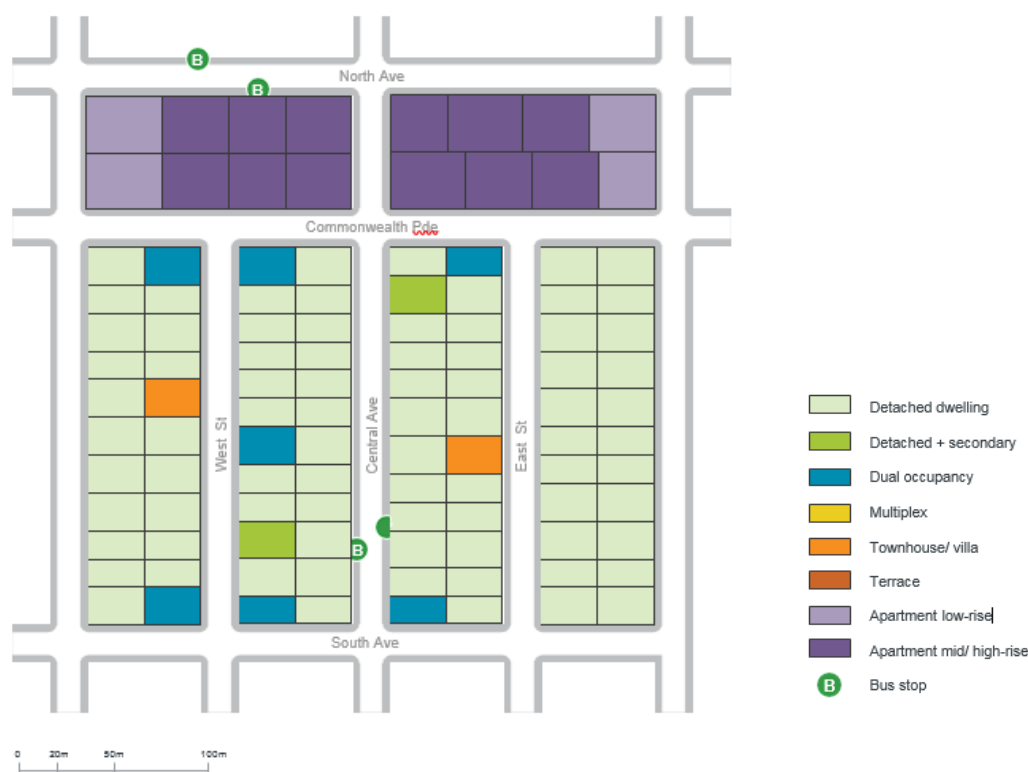 B
B
North Ave
Commonwealth Pde
West St
Central Ave
East St
B
South Ave
Detached dwelling
Detached + secondary
Dual occupancy
Multiplex
Townhouse/ villa
Terrace
Apartment low-rise
Apartment mid/ high-rise
B Bus stop
0 20m 50m 100m